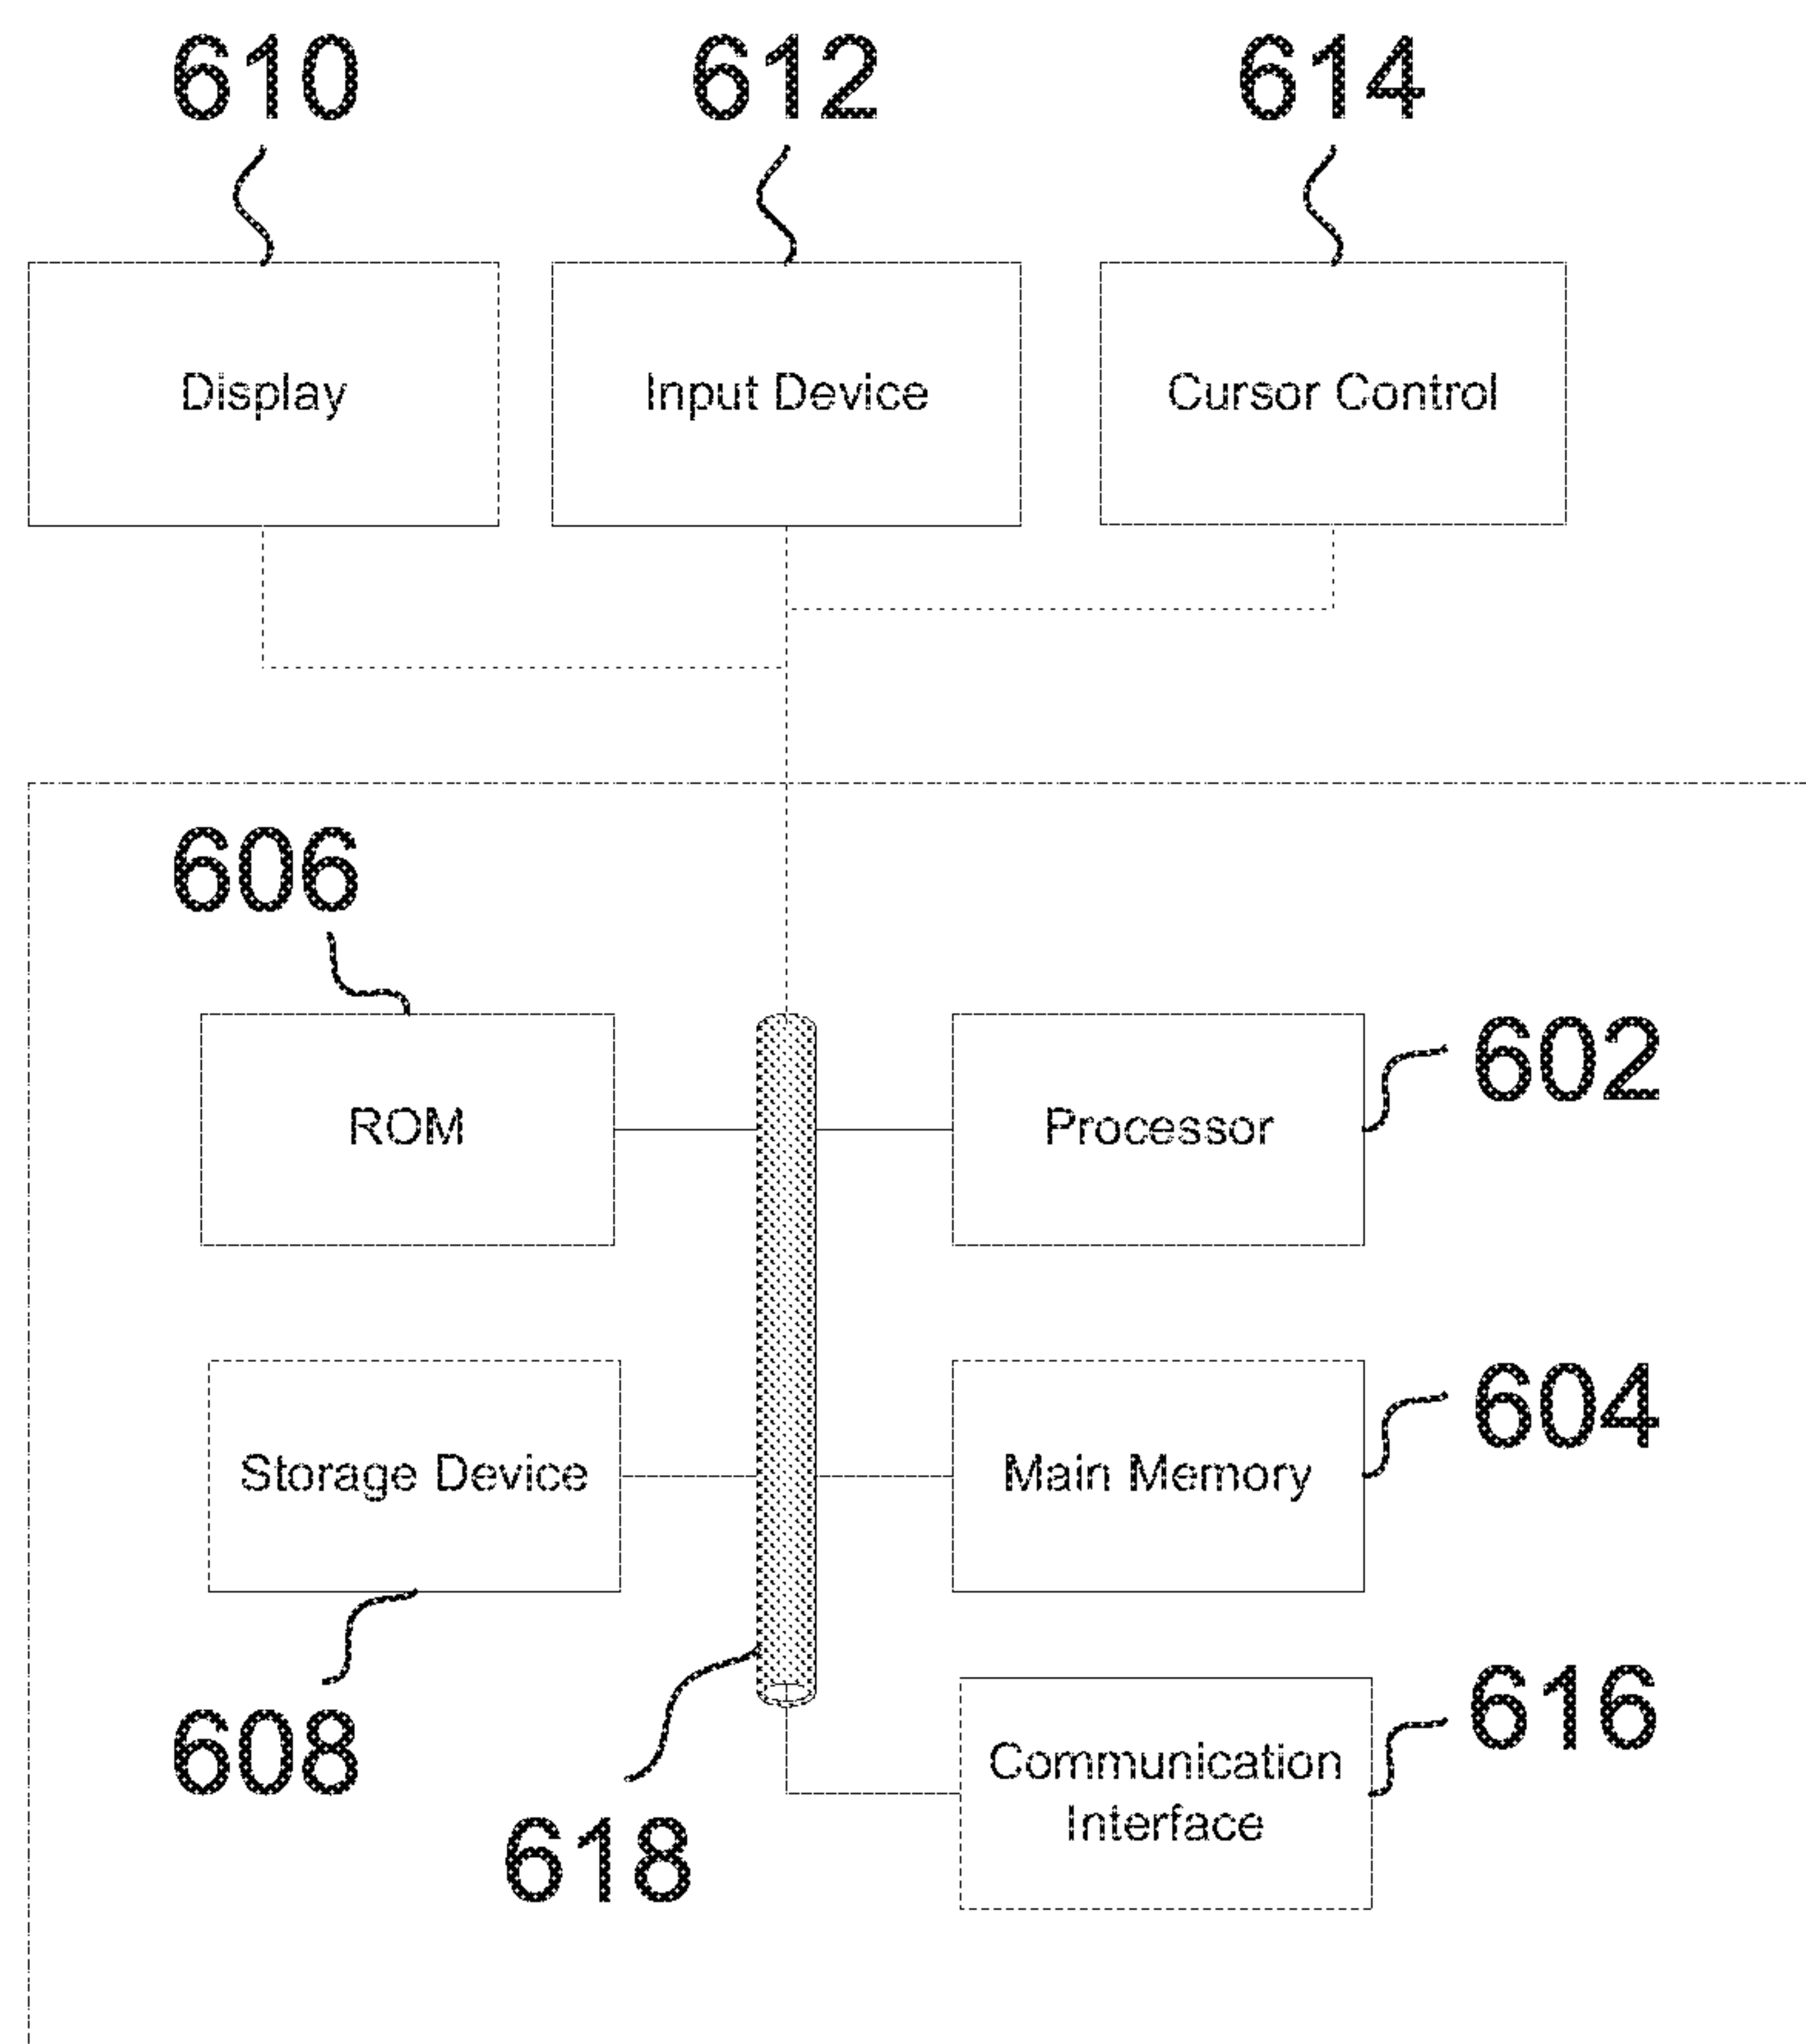 610
612
614
Display
Input Device
Cursor Control
606
602
ROM
Processor
604
Storage Device
Main Memory
608
618
616
Communication
Interface